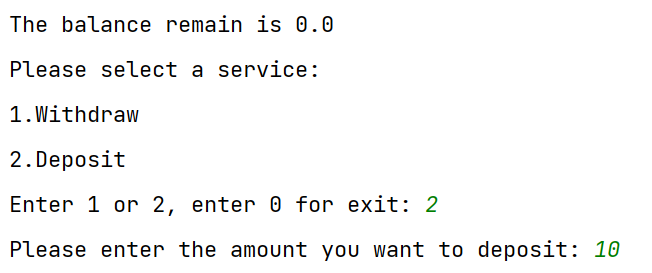 The balance remain is 0.0
Please select a service:
1.Withdraw
2.Deposit
Enter 1 or 2, enter 0 for exit: 2
Please enter the amount you want to deposit: 10